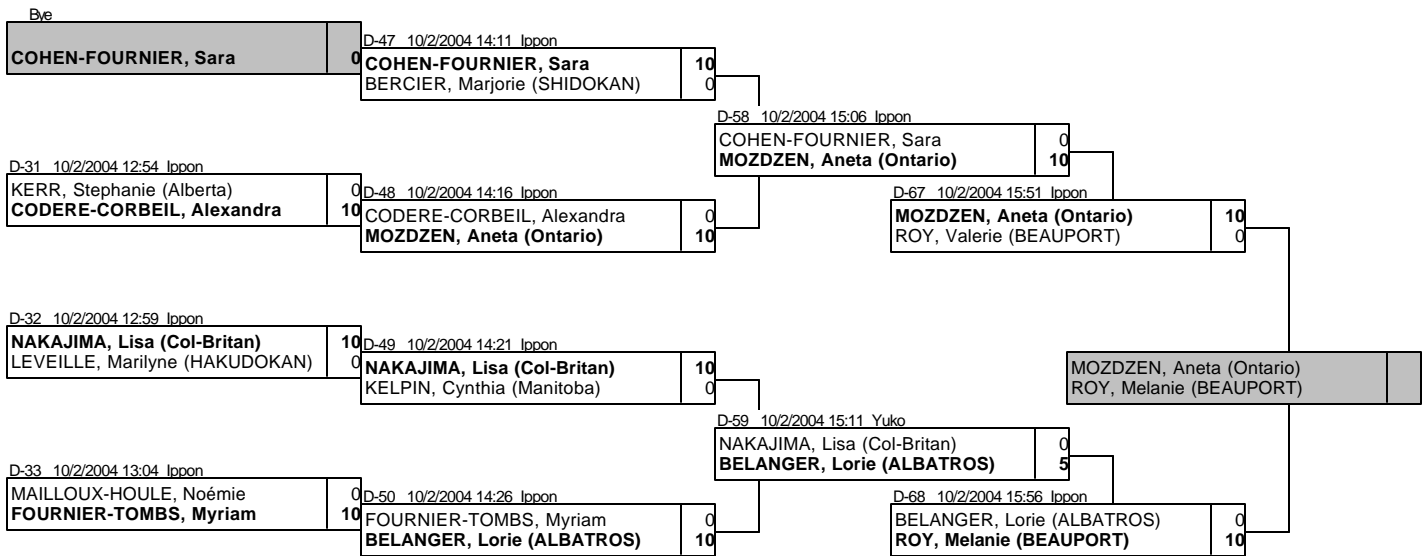 Bye
COHEN-FOURNIER, Sara 0
D-47 10/2/2004 14:11 Ippon
COHEN-FOURNIER, Sara 10
BERCIER, Marjorie (SHIDOKAN) 0
D-58 10/2/2004 15:06 Ippon
COHEN-FOURNIER, Sara 0
MOZDZEN, Aneta (Ontario) 10
D-31 10/2/2004 12:54 Ippon
KERR, Stephanie (Alberta) 0
CODERE-CORBEIL, Alexandra 10
D-48 10/2/2004 14:16 Ippon
CODERE-CORBEIL, Alexandra 0
MOZDZEN, Aneta (Ontario) 10
D-67 10/2/2004 15:51 Ippon
MOZDZEN, Aneta (Ontario) 10
ROY, Valerie (BEAUPORT) 0
D-32 10/2/2004 12:59 Ippon
NAKAJIMA, Lisa (Col-Britan) 10
LEVEILLE, Marilyne (HAKUDOKAN) 0
D-49 10/2/2004 14:21 Ippon
NAKAJIMA, Lisa (Col-Britan) 10
KELPIN, Cynthia (Manitoba) 0
MOZDZEN, Aneta (Ontario)
ROY, Melanie (BEAUPORT)
D-59 10/2/2004 15:11 Yuko
NAKAJIMA, Lisa (Col-Britan) 0
BELANGER, Lorie (ALBATROS) 5
D-33 10/2/2004 13:04 Ippon
MAILLOUX-HOULE, Noémie 0
FOURNIER-TOMBS, Myriam 10
D-50 10/2/2004 14:26 Ippon
FOURNIER-TOMBS, Myriam 0
BELANGER, Lorie (ALBATROS) 10
D-68 10/2/2004 15:56 Ippon
BELANGER, Lorie (ALBATROS) 0
ROY, Melanie (BEAUPORT) 10